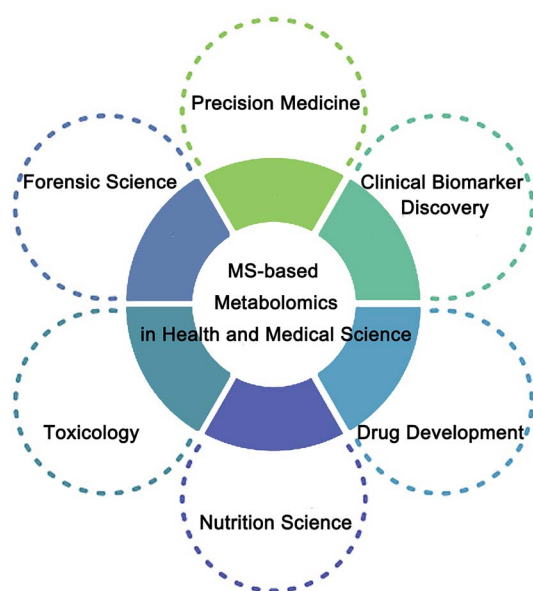 Precision Medicine
Forensic Science
Clinical Biomarker
Discovery
MS-based
Metabolomics
in Health and Medical Science
Toxicology
Drug Development
Nutrition Science